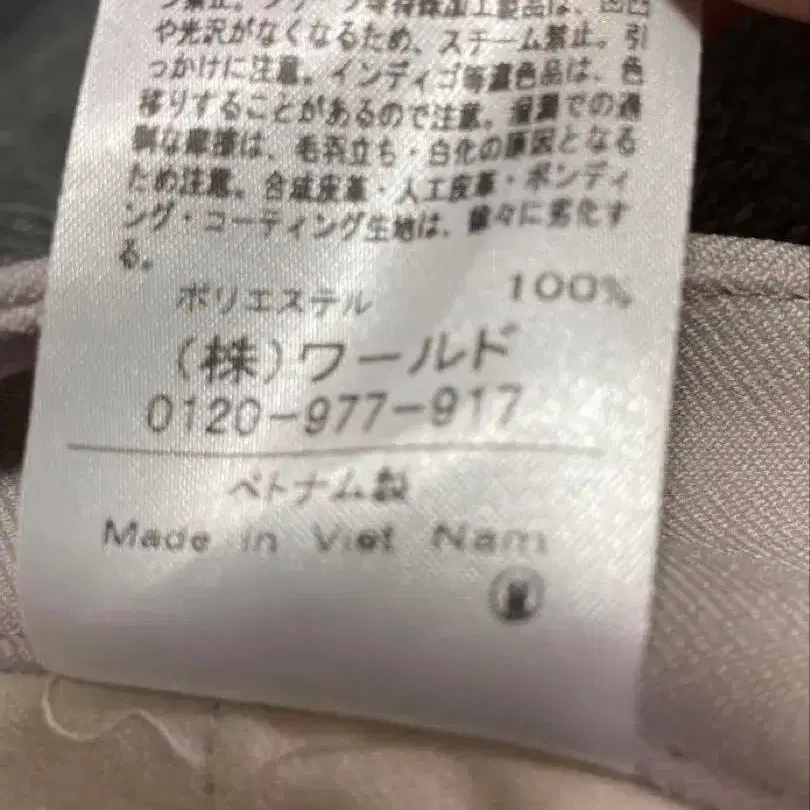 や光沢がなくなるため、スチーム禁止。引
っかけに注意。インディゴ等濃色品は、色
移りすることがあるので注意。湿潤での過
剰な摩擦は、毛羽立ち・白化の原因となる
ため注意。合成皮革・人工皮革・ボンディ
ング・コーティング生地は、徐々に劣化す
る。
ポリエステル 100%
(株)ワールド
0120-977-917
ベトナム製
Made in Viet Nam